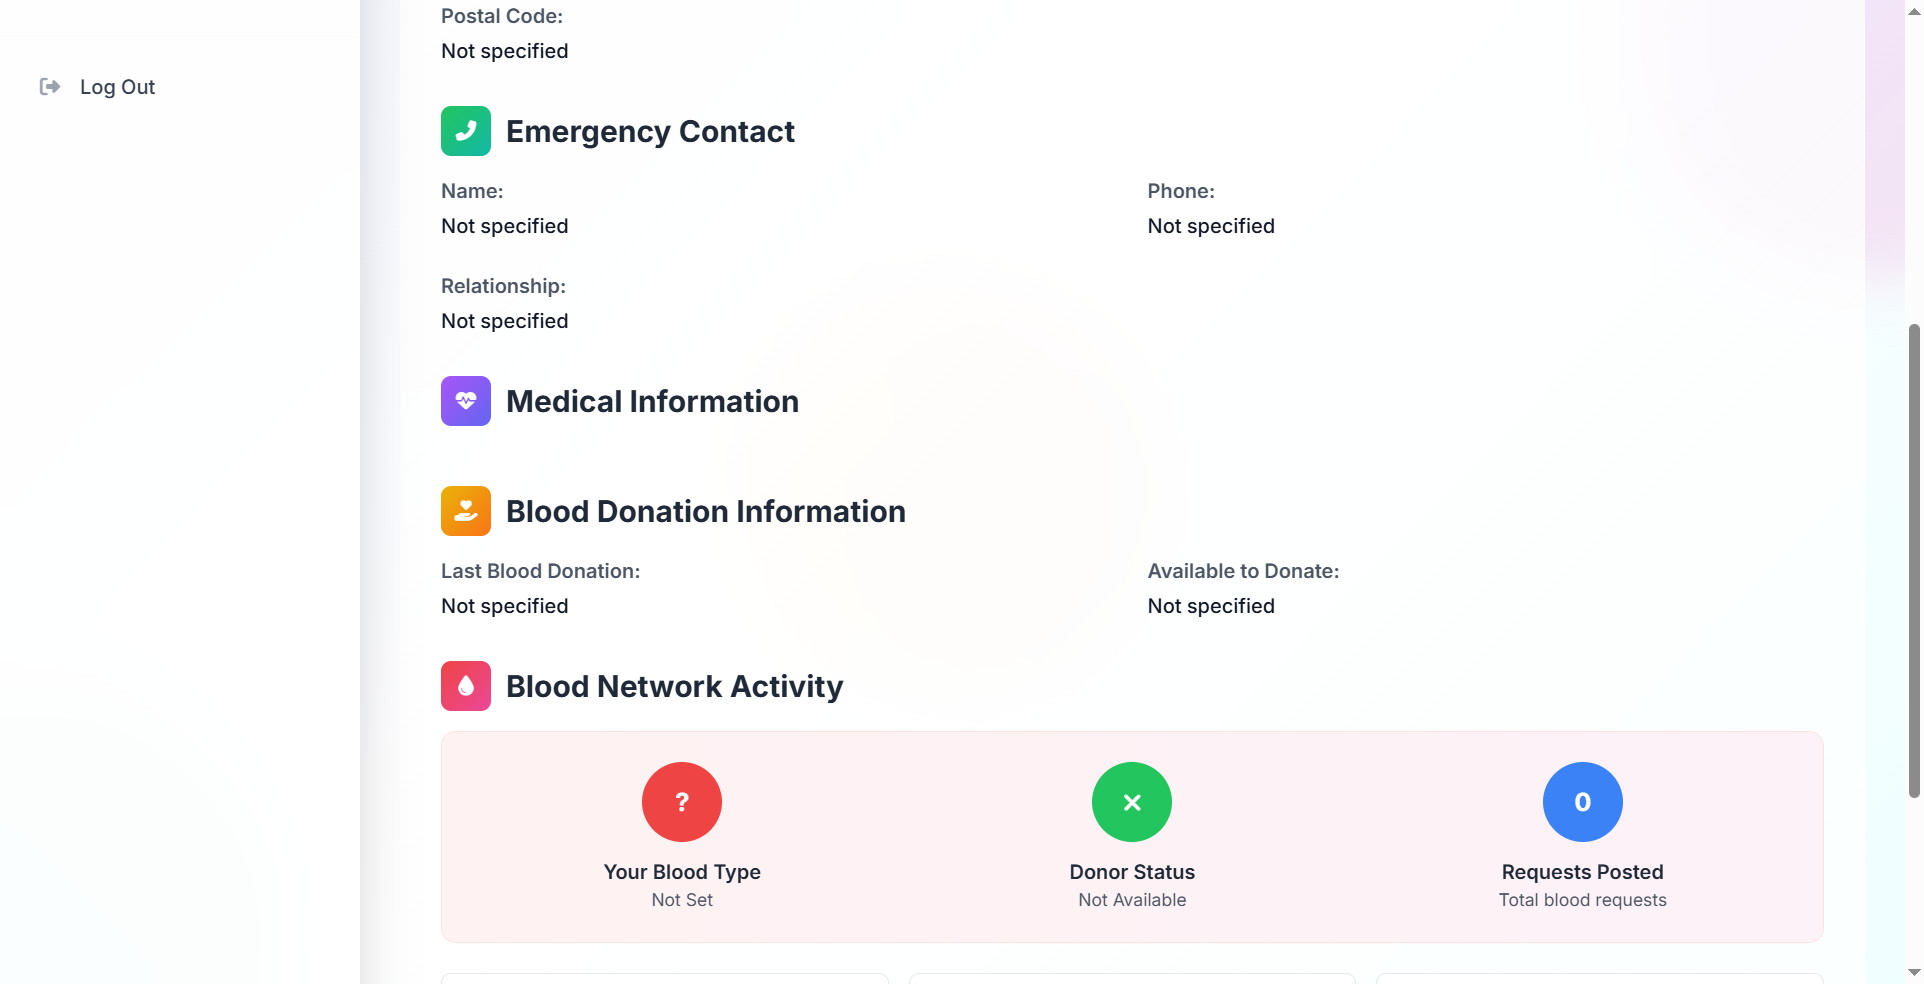 Postal Code:
Not specified
Log Out
Emergency Contact
Name:
Not specified
Phone:
Not specified
Relationship:
Not specified
Medical Information
Blood Donation Information
Last Blood Donation:
Not specified
Available to Donate:
Not specified
Blood Network Activity
?
Your Blood Type
Not Set
Donor Status
Not Available
0
Requests Posted
Total blood requests